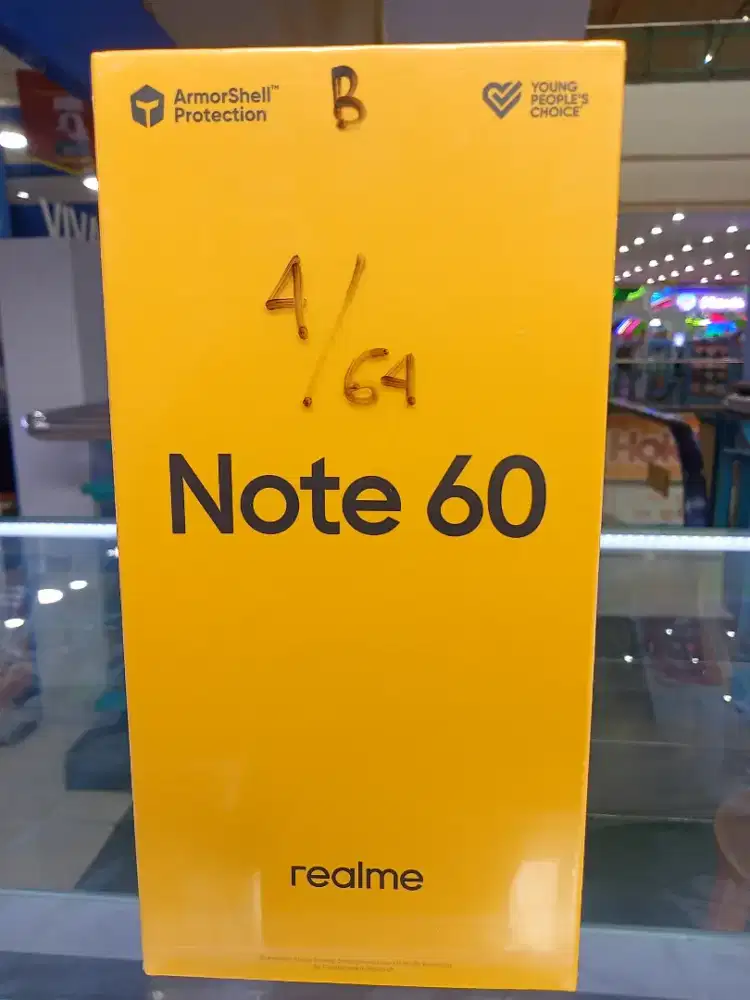 ArmorShell™
Protection
B
YOUNG
PEOPLE'S
CHOICE
4/64
Note 60
realme